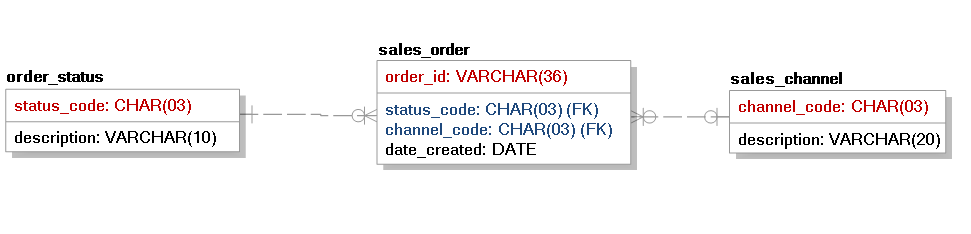 order_status
status_code: CHAR(03)
description: VARCHAR(10)
sales_order
order_id: VARCHAR(36)
status_code: CHAR(03) (FK)
channel_code: CHAR(03) (FK)
date_created: DATE
sales_channel
channel_code: CHAR(03)
description: VARCHAR(20)